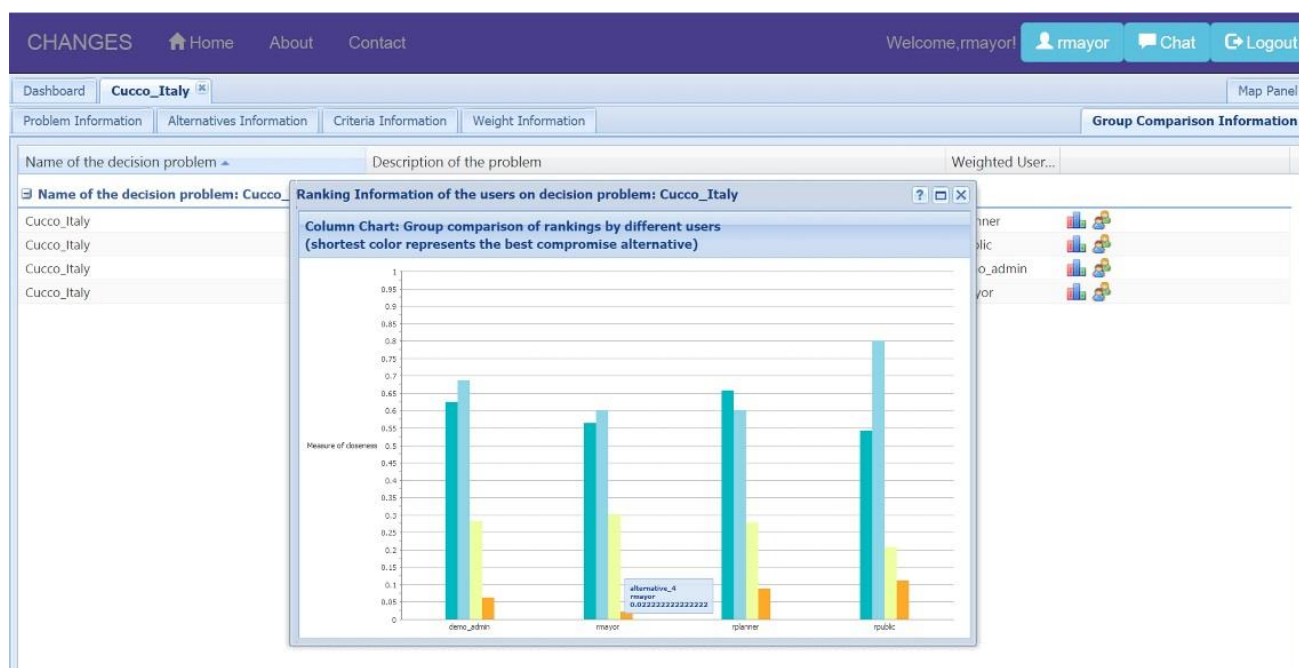 CHANGES Home About Contact Welcome,rmayor! rmayor Chat Logout
Dashboard Cucco_Italy Map Panel
Problem Information Alternatives Information Criteria Information Weight Information Group Comparison Information
Name of the decision problem Description of the problem Weighted User...
Name of the decision problem: Cucco_
Ranking Information of the users on decision problem: Cucco_Italy
Column Chart: Group comparison of rankings by different users
(shortest color represents the best compromise alternative)
Cucco_Italy nner
Cucco_Italy blic
Cucco_Italy o_admin
Cucco_Italy yor
1
0.95
0.9
0.85
0.8
0.75
0.7
0.65
0.6
0.55
Measure of closeness 0.5
0.45
0.4
0.35
0.3
0.25
0.2
0.15
0.1
0.05
0
alternative_4
rmayor
0.022222222222222
demo_admin rmayor rplanner rpublic